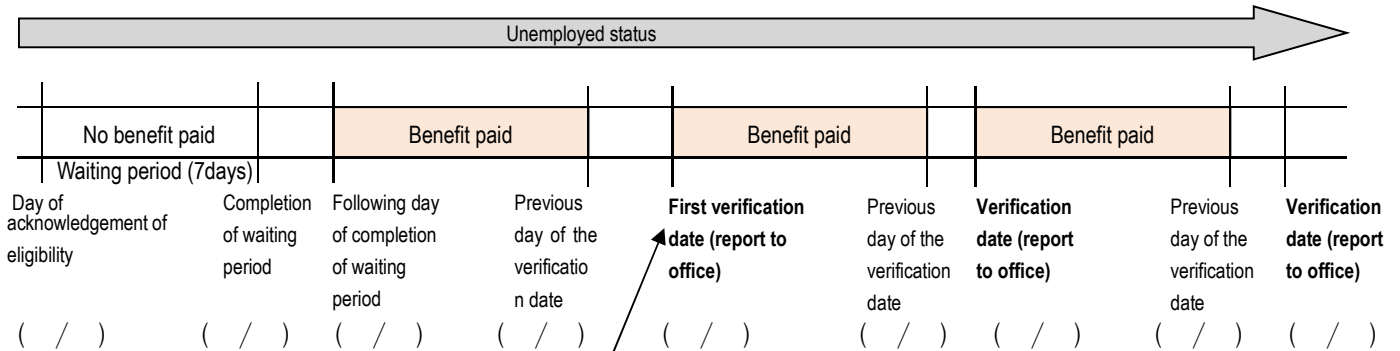 Unemployed status
No benefit paid
Benefit paid
Benefit paid
Benefit paid
Waiting period (7days)
Day of
acknowledgement of
eligibility
Completion
of waiting
period
Following day
of completion
of waiting
period
Previous
day of the
verificatio
n date
First verification
date (report to
office)
Previous
day of the
verification
date
Verification
date (report
to office)
Previous
day of the
verification
date
Verification
date (report
to office)
( / ) ( / ) ( / ) ( / ) ( / ) ( / ) ( / ) ( / ) ( / )